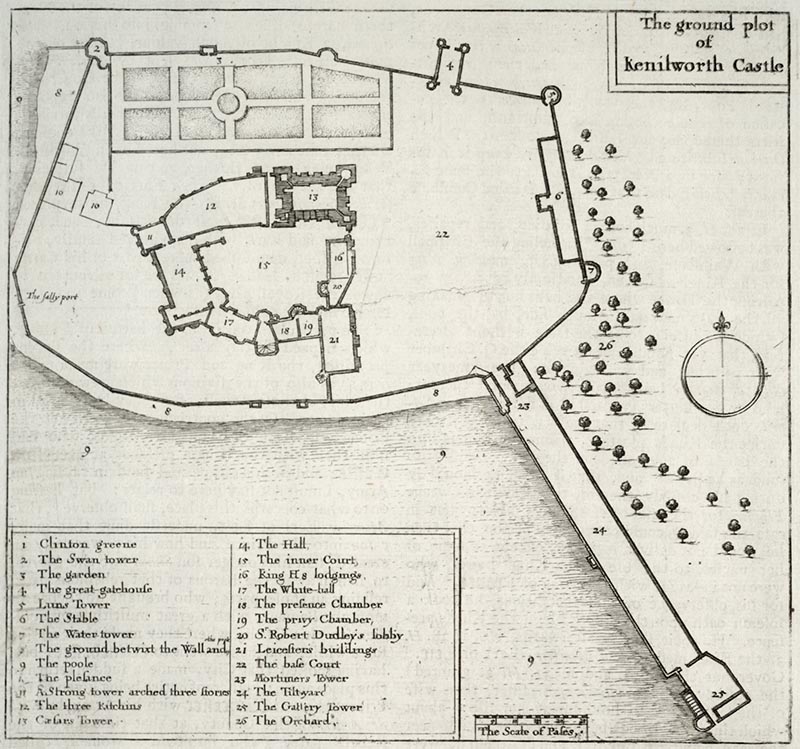 The ground plot
of
Kenilworth Castle
2
3
4
5
8
10
10
12
13
11
6
22
14
15
16
7
The sally port
20
17
18
19
21
26
8
8
23
9
9
24
9
25
1 Clinton greene
2 The Swan tower
3 The garden
4 The great gatehouse
5 Luns Tower
6 The Stable
7 The Water tower
8 The ground betwixt the Wall and the poole
9 The poole
The plesance
11 A Strong tower arched three stories
12 The three Kitchins
13 Cæsars Tower
14 The Hall,
15 The inner Court,
16 King H 8 lodgings,
17 The White-hall
18 The presence Chamber
19 The privy Chamber,
20 Sr Robert Dudley's lobby
21 Leicesters buildings
22 The base Court
23 Mortimers Tower
24 The Tiltyard
25 The Gallery Tower
26 The Orchard,
The Scale of Pases,